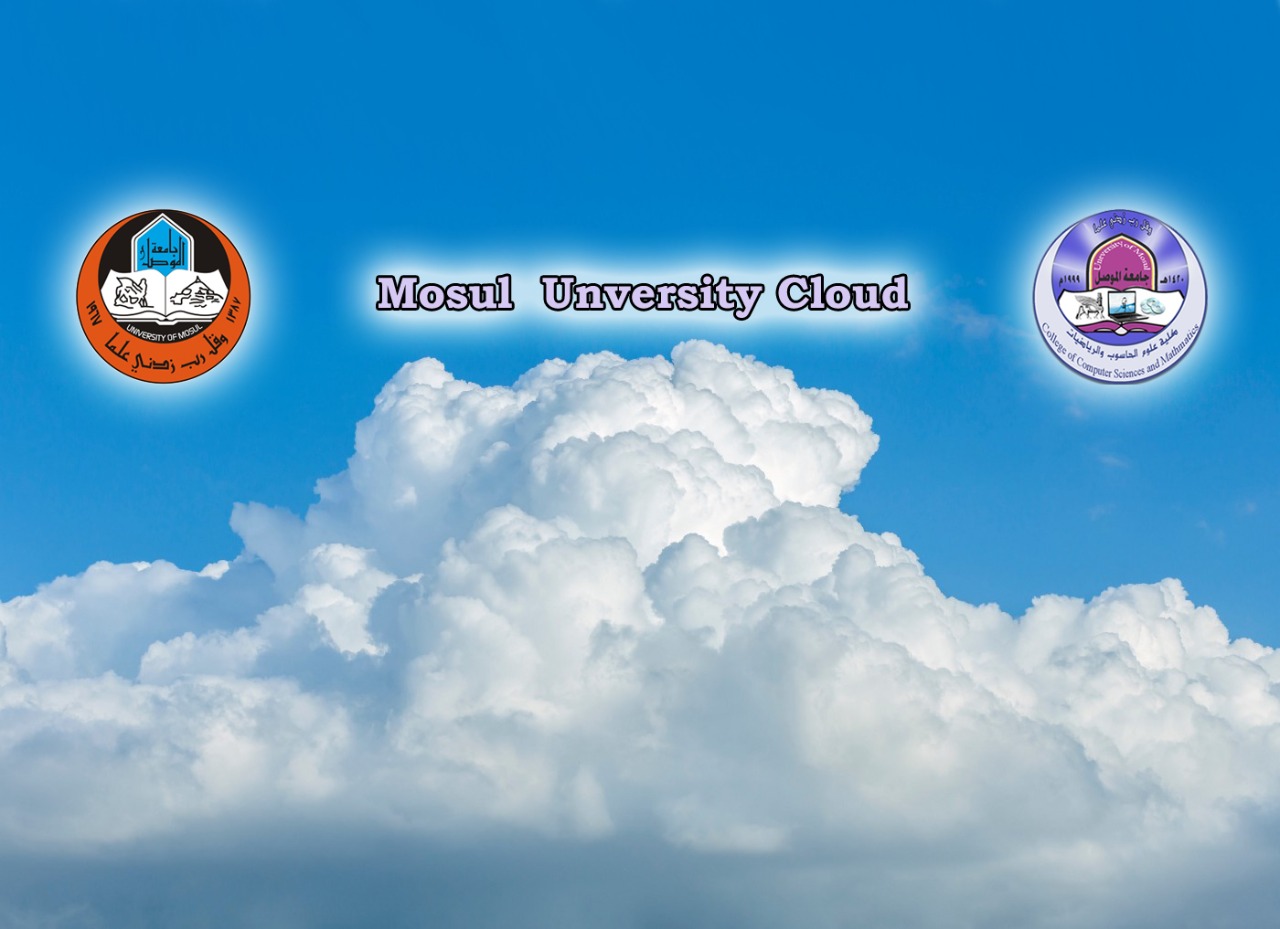 Mosul Unversity Cloud
جامعة
الموصل
UNIVERSITY OF MOSUL
١٩٦٧
١٣٨٧
وقل رب زدني علما
وقل رب زدني علما
University of Mosul
جامعة الموصل
١٩٩٩م
١٤٢٠هـ
كلية علوم الحاسوب والرياضيات
College of Computer Sciences and Mathmatics